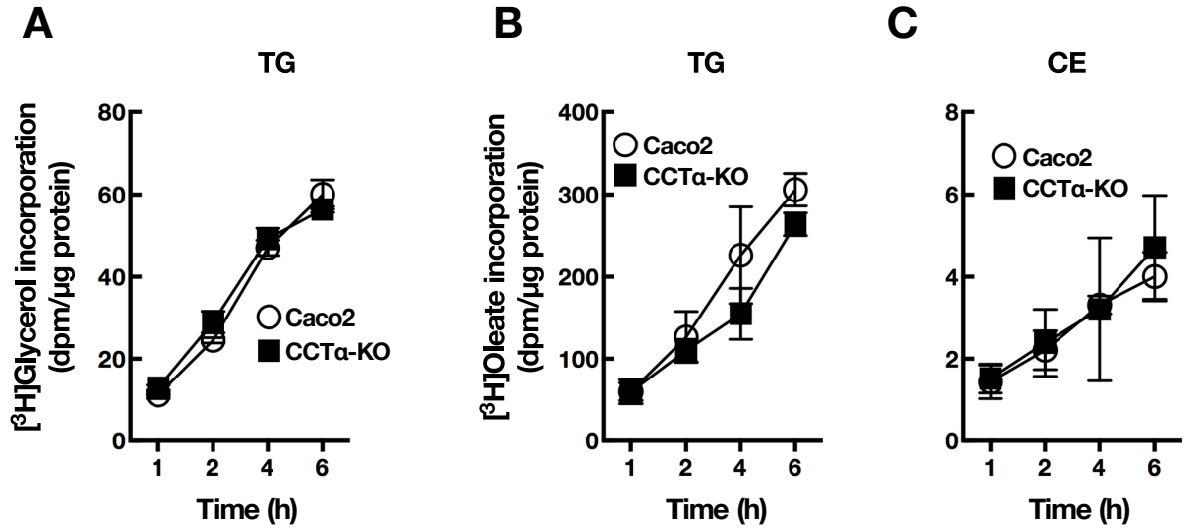 A
TG
[³H]Glycerol incorporation
(dpm/µg protein)
80
60
40
20
0
1 2 4 6
Time (h)
Caco2
CCTα-KO
B
TG
[³H]Oleate incorporation
(dpm/µg protein)
400
300
200
100
0
1 2 4 6
Time (h)
Caco2
CCTα-KO
C
CE
8
6
4
2
0
1 2 4 6
Time (h)
Caco2
CCTα-KO